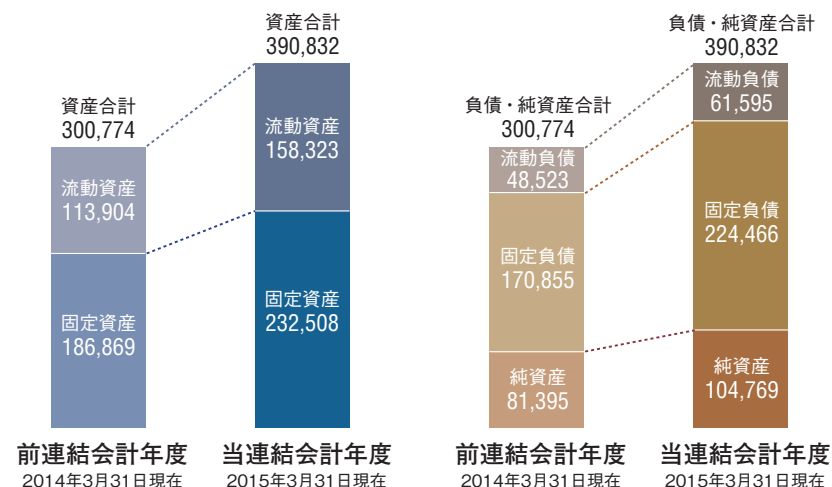 資産合計
300,774
流動資産
113,904
固定資産
186,869
前連結会計年度
2014年3月31日現在
資産合計
390,832
流動資産
158,323
固定資産
232,508
当連結会計年度
2015年3月31日現在
負債・純資産合計
300,774
流動負債
48,523
固定負債
170,855
純資産
81,395
前連結会計年度
2014年3月31日現在
負債・純資産合計
390,832
流動負債
61,595
固定負債
224,466
純資産
104,769
当連結会計年度
2015年3月31日現在